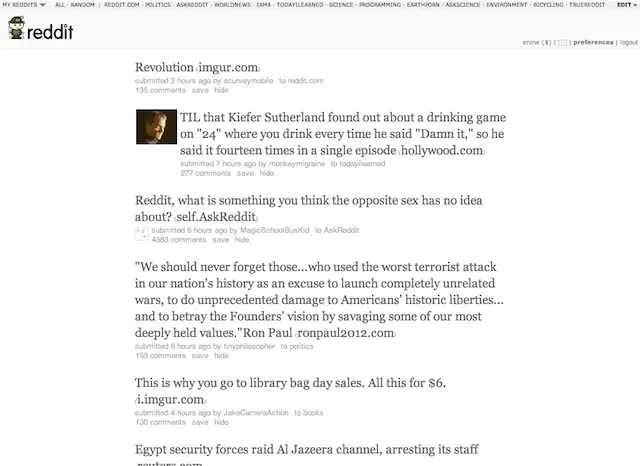 MY REDDITS ALL - RANDOM | REDDIT.COM - POLITICS - ASKREDDIT - WORLDNEWS - IAMA - TODAYILEARNED - SCIENCE - PROGRAMMING - EARTHPORN - ASKSCIENCE - ENVIRONMENT - BICYCLING - TRUEREDDIT EDIT »
reddit
erune (1) | | preferences | logout
Revolution (imgur.com)
submitted 2 hours ago by scurveymobile to reddit.com
135 comments save hide
TIL that Kiefer Sutherland found out about a drinking game
on "24" where you drink every time he said "Damn it," so he
said it fourteen times in a single episode (hollywood.com)
submitted 7 hours ago by monkeymigraine to todayilearned
277 comments save hide
Reddit, what is something you think the opposite sex has no idea
about? (self.AskReddit)
submitted 6 hours ago by MagicSchoolBusKid to AskReddit
4363 comments save hide
"We should never forget those...who used the worst terrorist attack
in our nation's history as an excuse to launch completely unrelated
wars, to do unprecedented damage to Americans' historic liberties...
and to betray the Founders' vision by savaging some of our most
deeply held values."Ron Paul (ronpaul2012.com)
submitted 6 hours ago by tinyphilosopher to politics
159 comments save hide
This is why you go to library bag day sales. All this for $6.
(i.imgur.com)
submitted 4 hours ago by JakeCameraAction to books
130 comments save hide
Egypt security forces raid Al Jazeera channel, arresting its staff
(reuters.com)